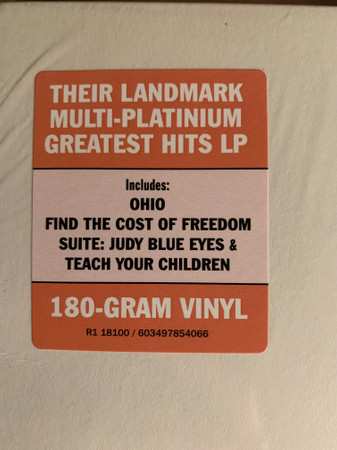 THEIR LANDMARK
MULTI-PLATINIUM
GREATEST HITS LP
Includes:
OHIO
FIND THE COST OF FREEDOM
SUITE: JUDY BLUE EYES &
TEACH YOUR CHILDREN
180-GRAM VINYL
R1 18100 / 603497854066